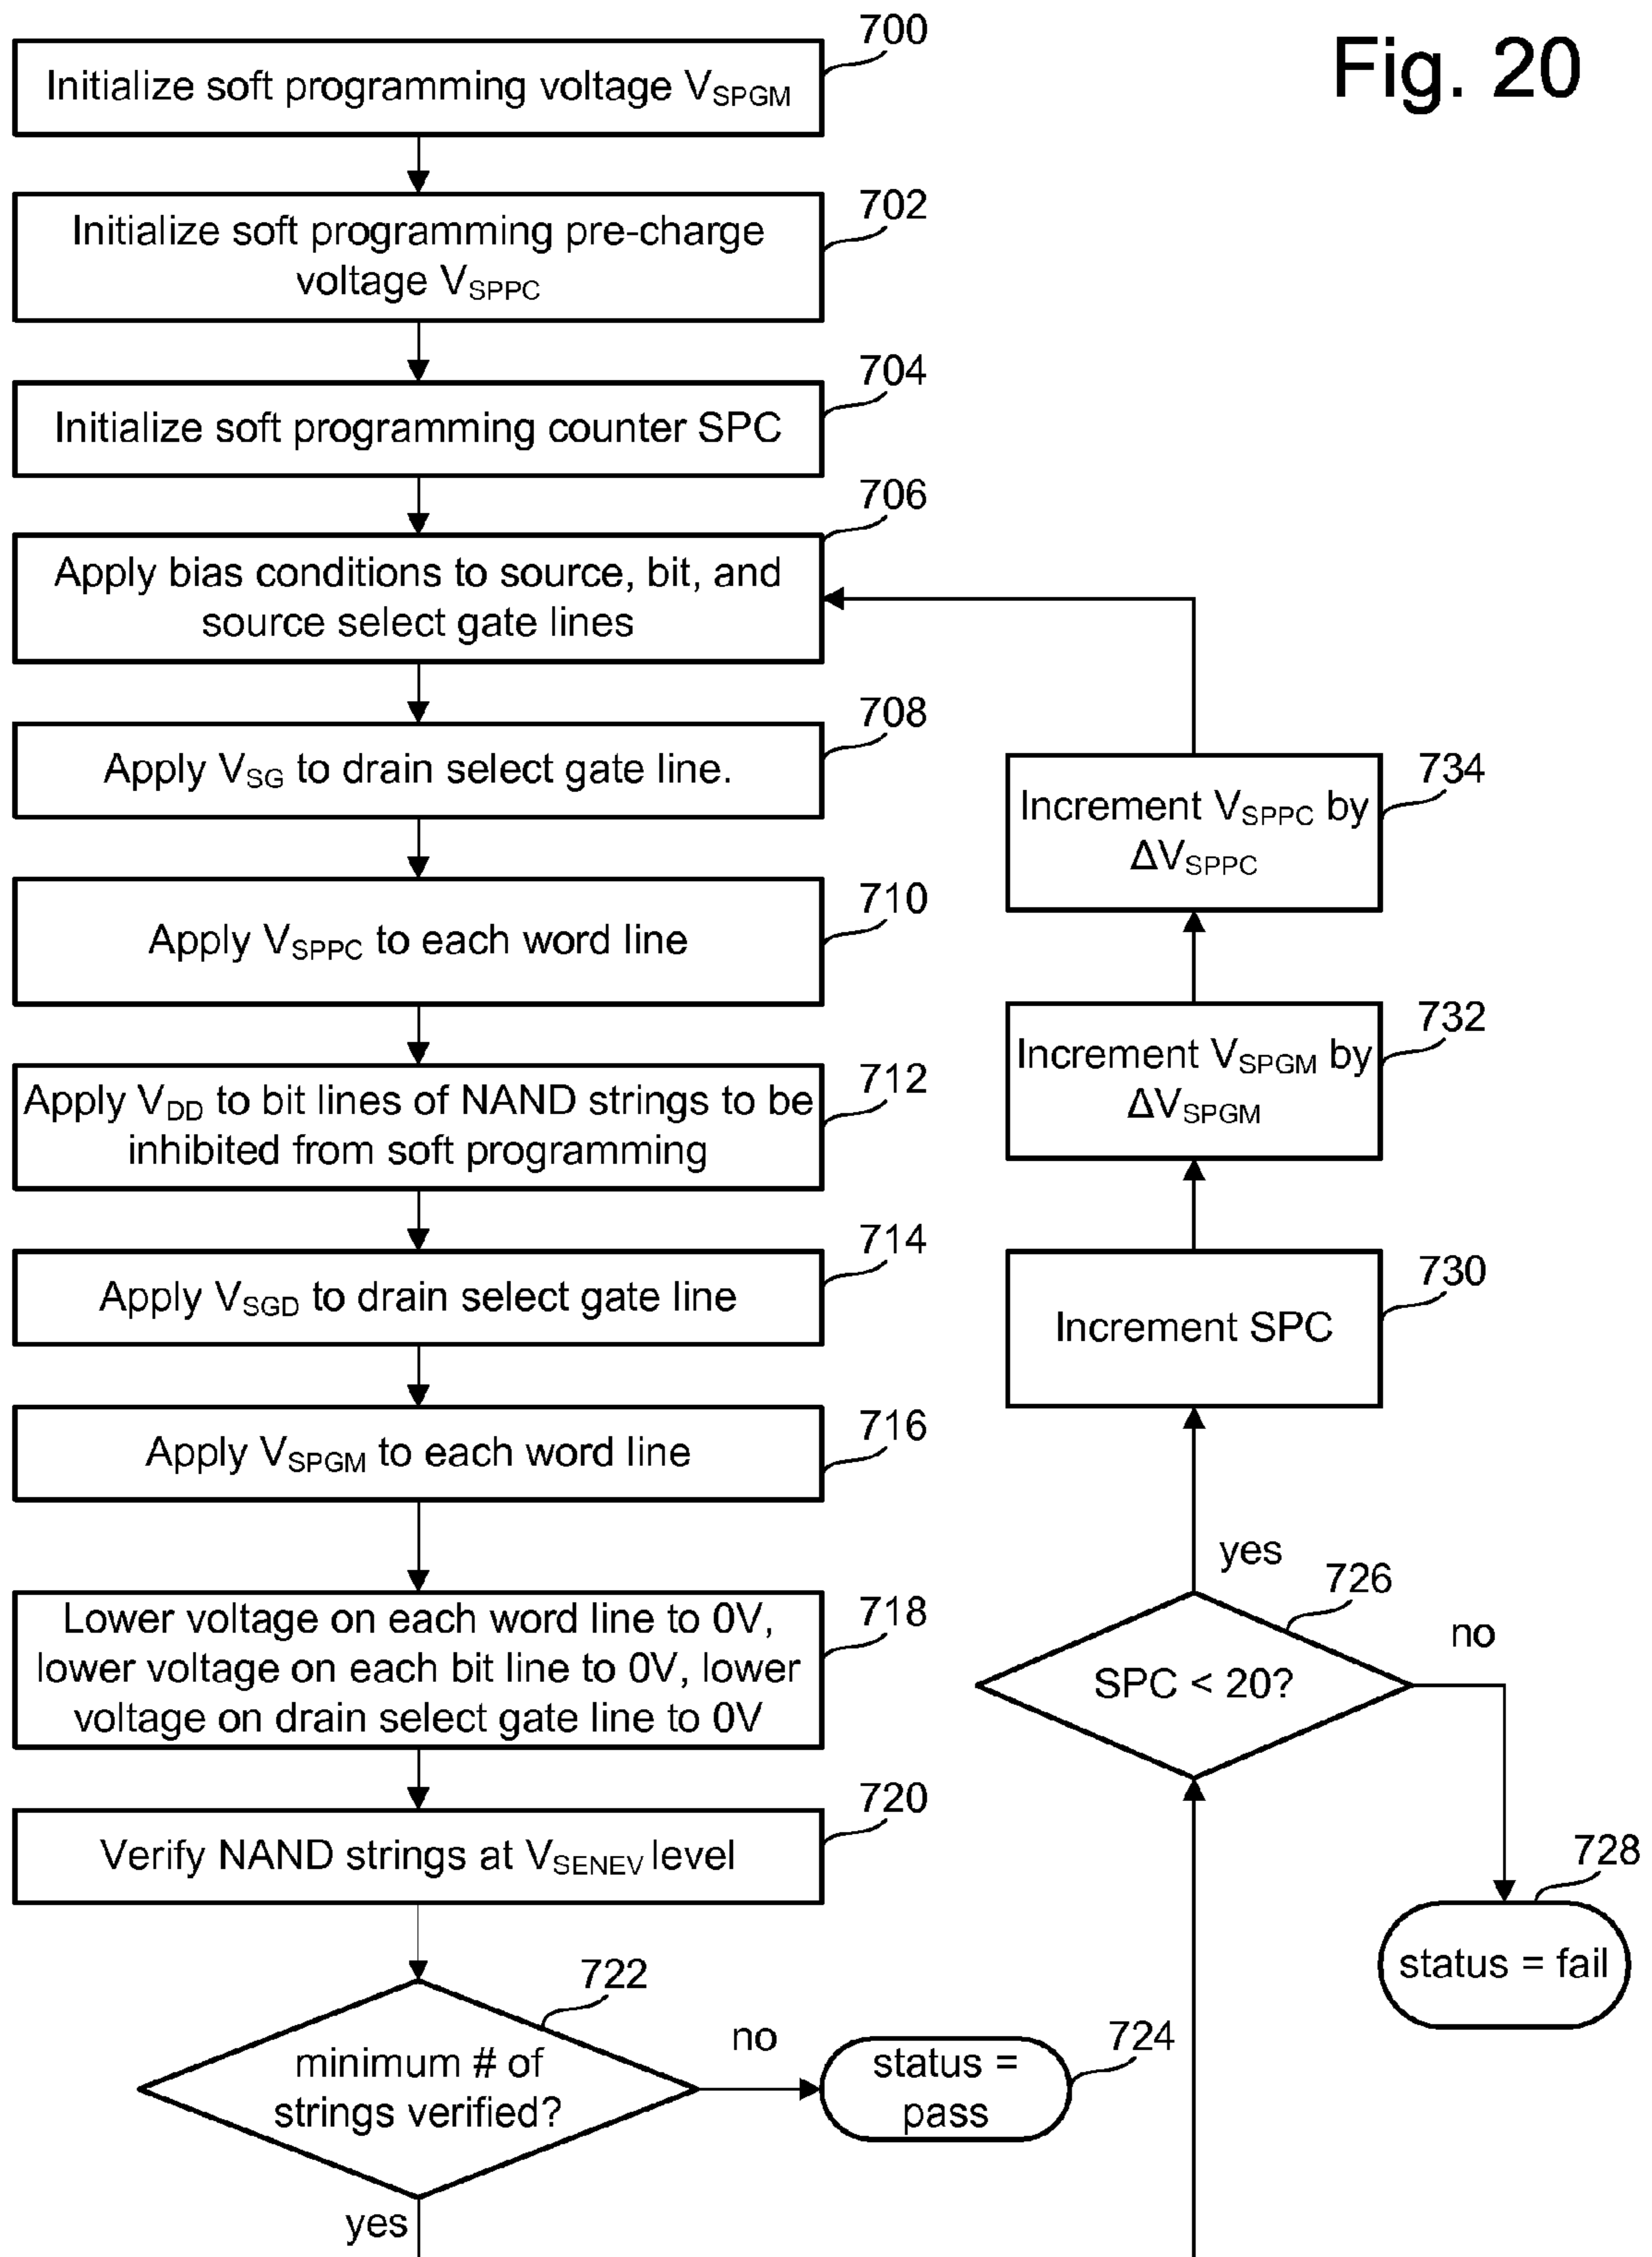 Fig. 20
700
Initialize soft programming voltage VSPGM
702
Initialize soft programming pre-charge
voltage VSPPC
704
Initialize soft programming counter SPC
706
Apply bias conditions to source, bit, and
source select gate lines
708
Apply VSG to drain select gate line.
710
Apply VSPPC to each word line
712
Apply VDD to bit lines of NAND strings to be
inhibited from soft programming
714
Apply VSGD to drain select gate line
716
Apply VSPGM to each word line
718
Lower voltage on each word line to 0V,
lower voltage on each bit line to 0V, lower
voltage on drain select gate line to 0V
720
Verify NAND strings at VSENEV level
722
minimum # of
strings verified?
no
724
status =
pass
yes
726
SPC < 20?
no
728
status = fail
yes
730
Increment SPC
732
Increment VSPGM by
ΔVSPGM
734
Increment VSPPC by
ΔVSPPC